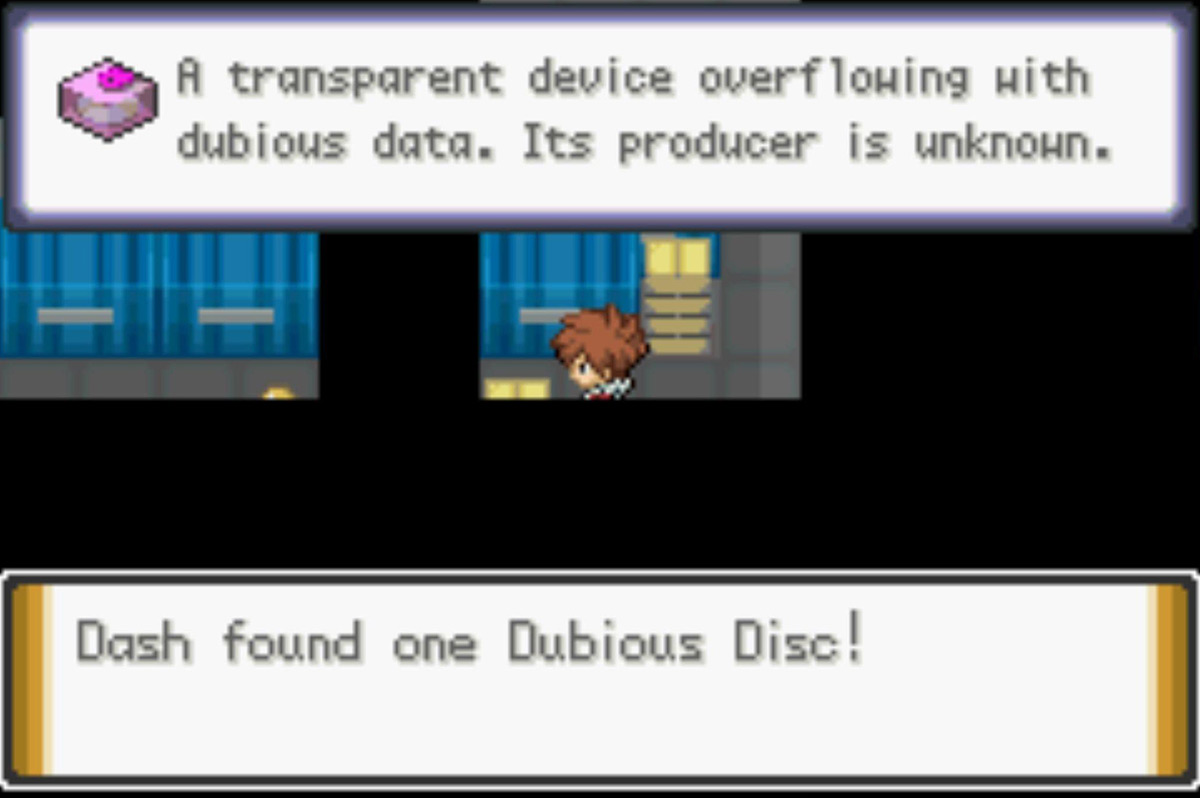 A transparent device overflowing with
dubious data. Its producer is unknown.
Dash found one Dubious Disc!